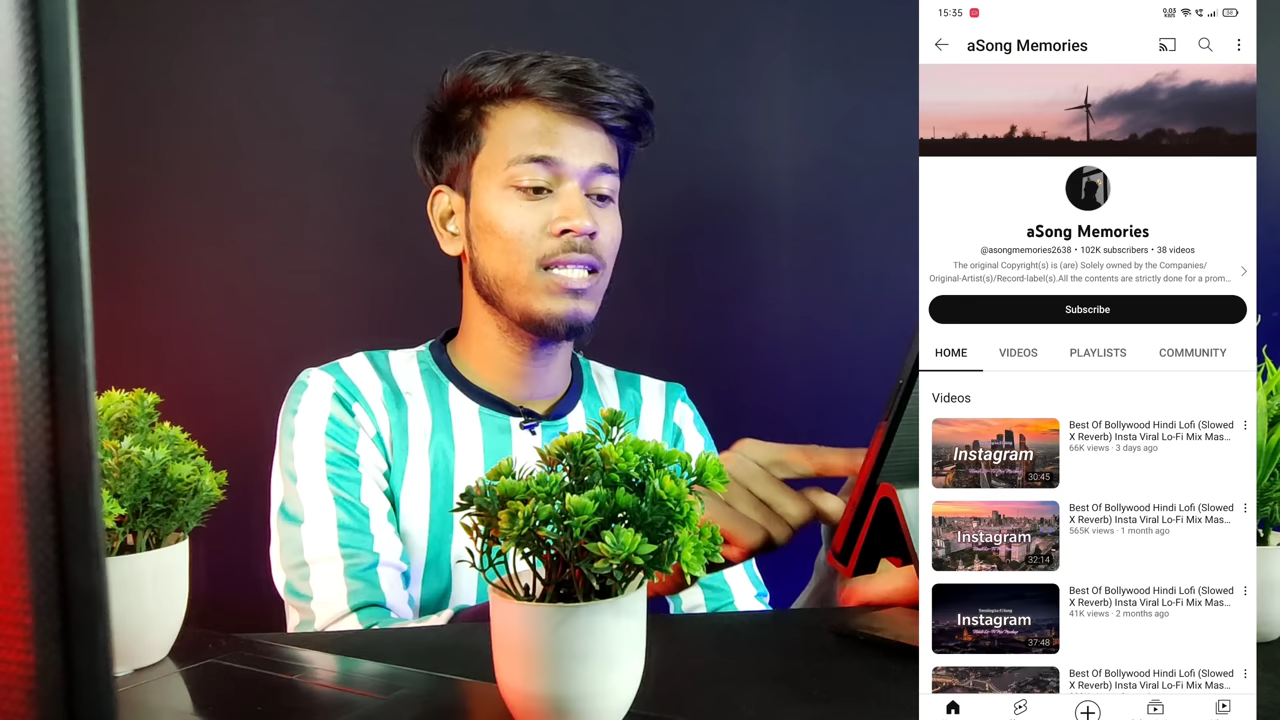 15:35
0.03
KB/S
38
aSong Memories
aSong Memories
@asongmemories2638 • 102K subscribers • 38 videos
The original Copyright(s) is (are) Solely owned by the Companies/
Original-Artist(s)/Record-label(s).All the contents are strictly done for a prom...
Subscribe
HOME
VIDEOS
PLAYLISTS
COMMUNITY
Videos
Instagram
30:45
Best Of Bollywood Hindi Lofi (Slowed
X Reverb) Insta Viral Lo-Fi Mix Mas...
66K views · 3 days ago
Instagram
32:14
Best Of Bollywood Hindi Lofi (Slowed
X Reverb) Insta Viral Lo-Fi Mix Mas...
565K views · 1 month ago
Instagram
37:48
Best Of Bollywood Hindi Lofi (Slowed
X Reverb) Insta Viral Lo-Fi Mix Mas...
41K views · 2 months ago
Best Of Bollywood Hindi Lofi (Slowed
X Reverb) Insta Viral Lo-Fi Mix Mas...